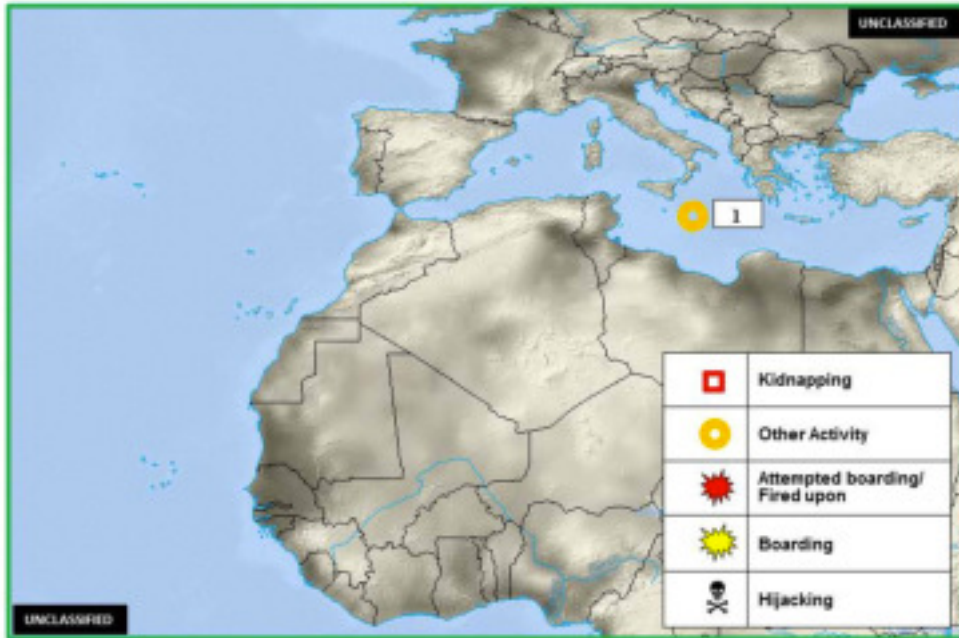 UNCLASSIFIED
1
Kidnapping
Other Activity
Attempted boarding/
Fired upon
Boarding
Hijacking
UNCLASSIFIED